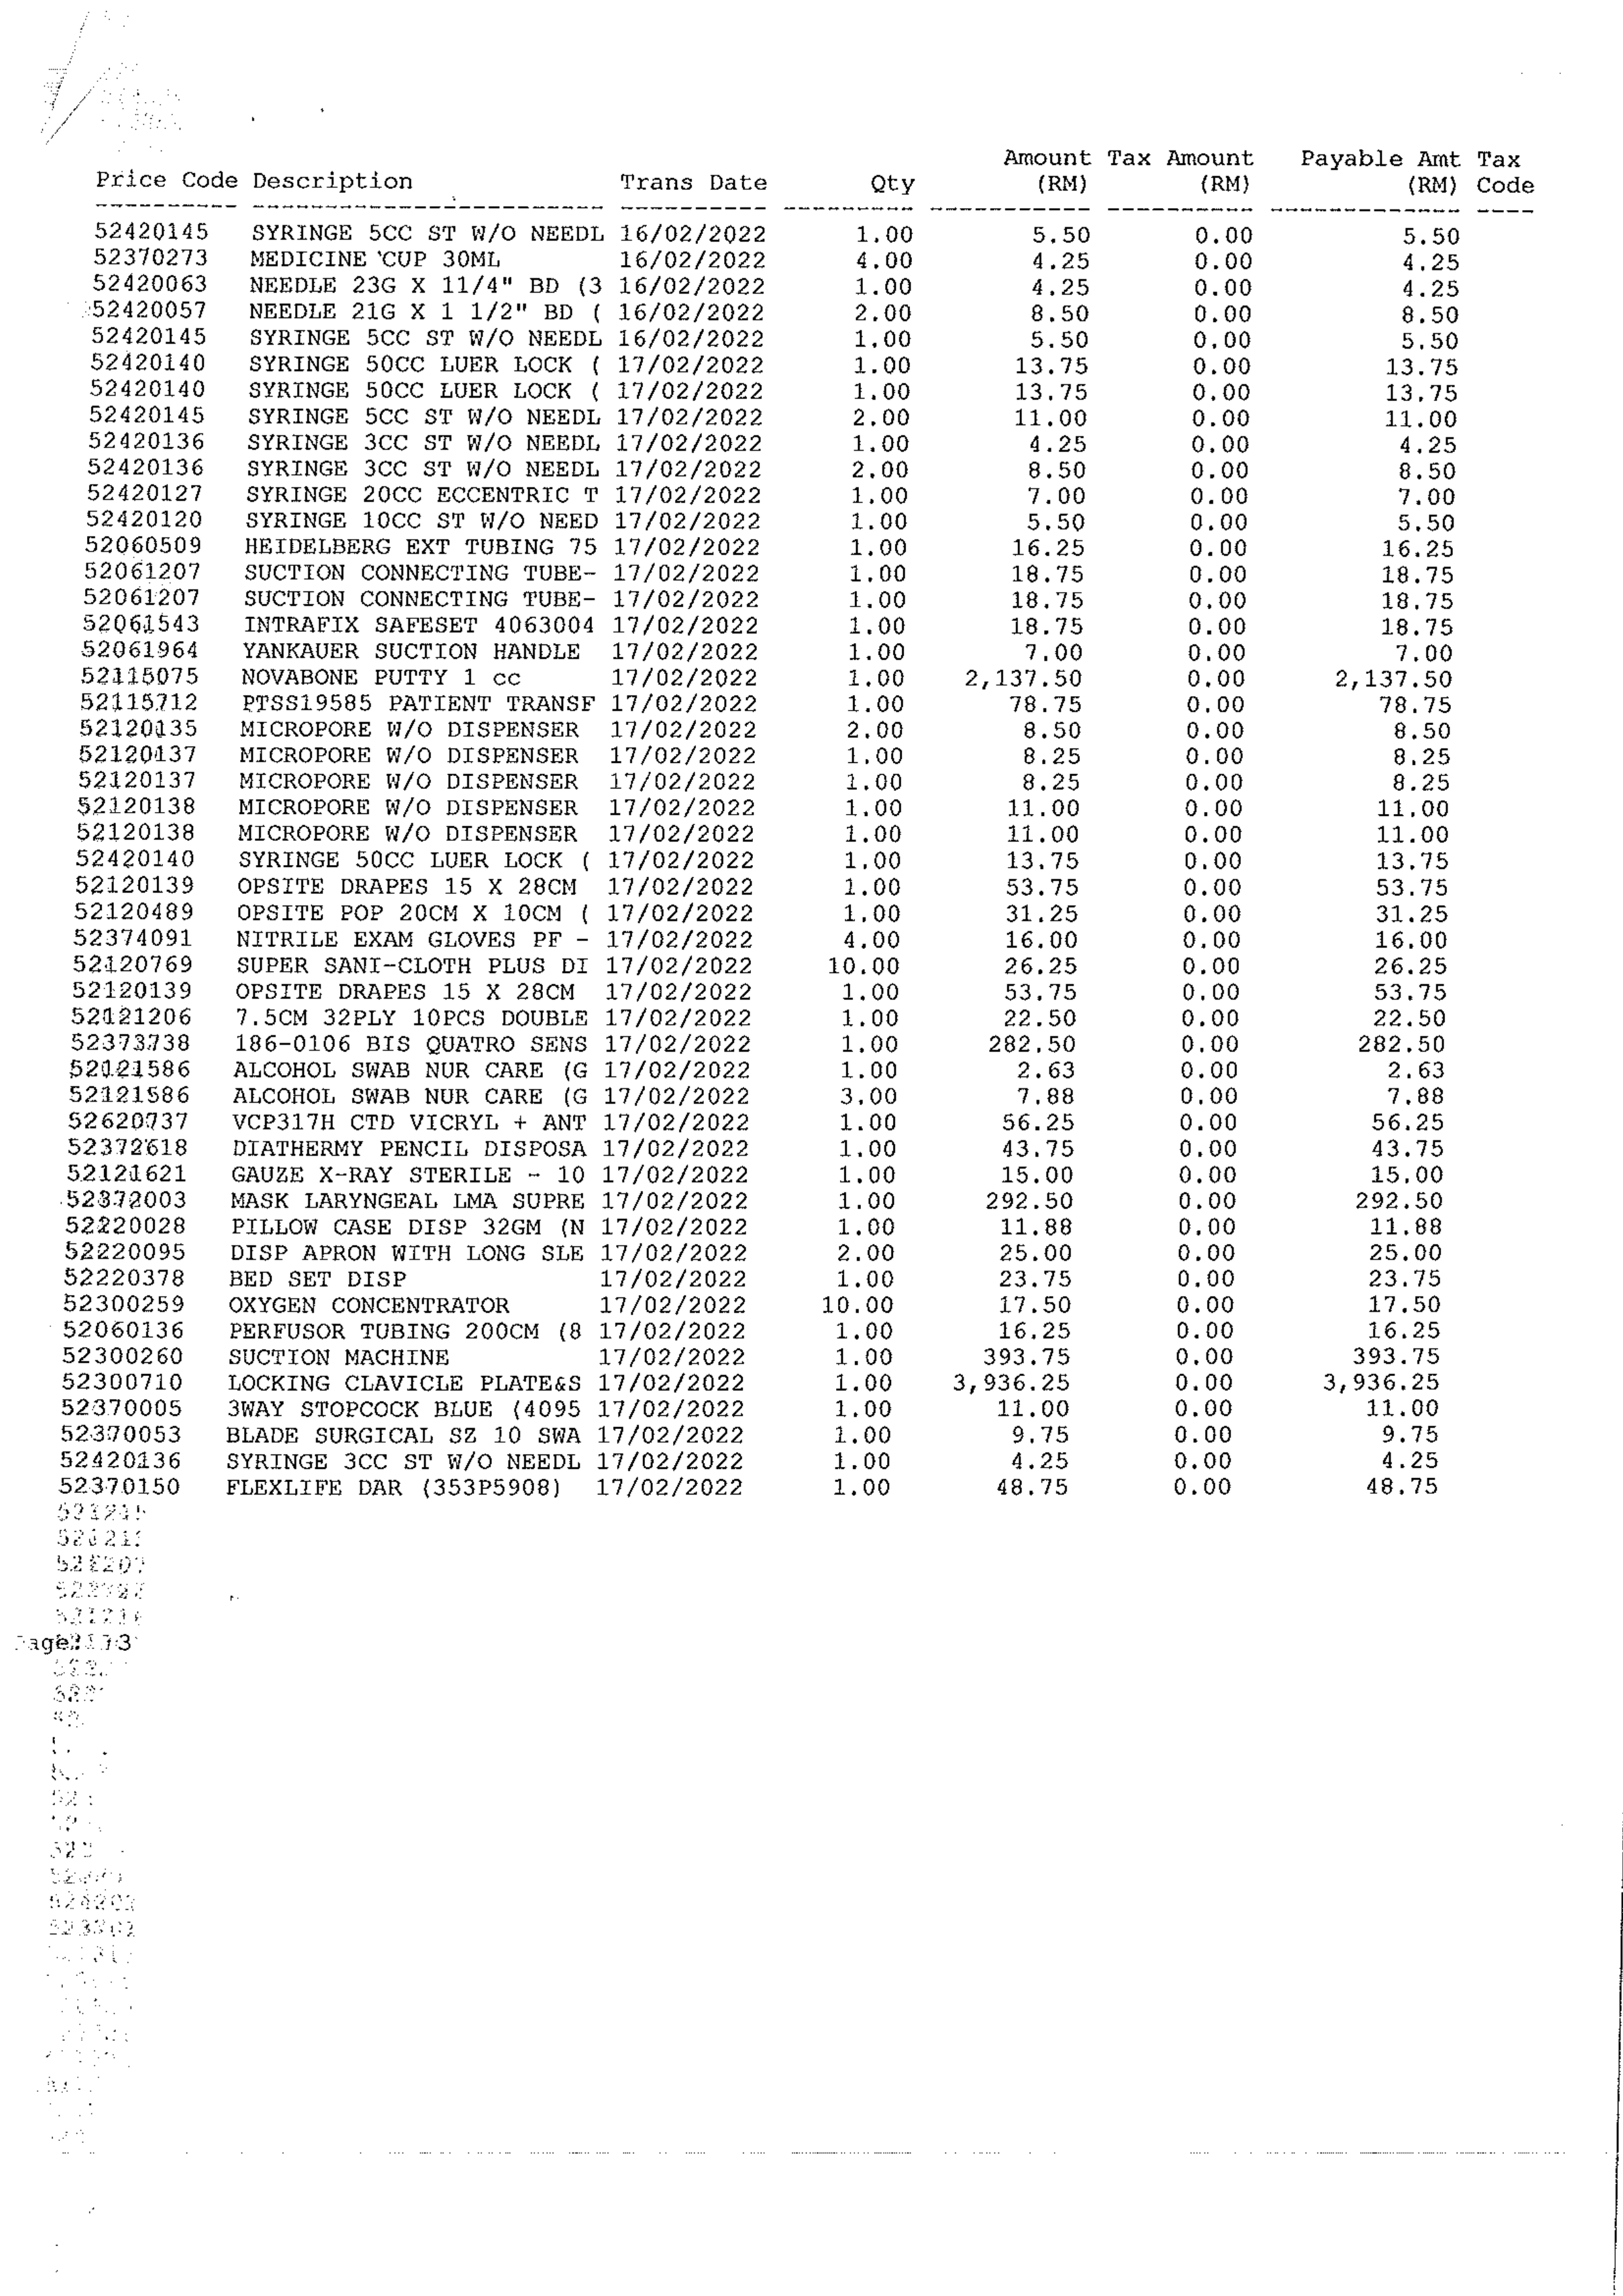 Amount Tax Amount Payable Amt Tax
Price Code Description Trans Date Qty (RM) (RM) (RM) Code
52420145 SYRINGE 5CC ST W/O NEEDL 16/02/2022 1.00 5.50 0.00 5.50
52370273 MEDICINE CUP 30ML 16/02/2022 4.00 4.25 0.00 4.25
52420063 NEEDLE 23G X 11/4" BD (3 16/02/2022 1.00 4.25 0.00 4.25
52420057 NEEDLE 21G X 1 1/2" BD ( 16/02/2022 2.00 8.50 0.00 8.50
52420145 SYRINGE 5CC ST W/O NEEDL 16/02/2022 1.00 5.50 0.00 5.50
52420140 SYRINGE 50CC LUER LOCK ( 17/02/2022 1.00 13.75 0.00 13.75
52420140 SYRINGE 50CC LUER LOCK ( 17/02/2022 1.00 13.75 0.00 13.75
52420145 SYRINGE 5CC ST W/O NEEDL 17/02/2022 2.00 11.00 0.00 11.00
52420136 SYRINGE 3CC ST W/O NEEDL 17/02/2022 1.00 4.25 0.00 4.25
52420136 SYRINGE 3CC ST W/O NEEDL 17/02/2022 2.00 8.50 0.00 8.50
52420127 SYRINGE 20CC ECCENTRIC T 17/02/2022 1.00 7.00 0.00 7.00
52420120 SYRINGE 10CC ST W/O NEED 17/02/2022 1.00 5.50 0.00 5.50
52060509 HEIDELBERG EXT TUBING 75 17/02/2022 1.00 16.25 0.00 16.25
52061207 SUCTION CONNECTING TUBE- 17/02/2022 1.00 18.75 0.00 18.75
52061207 SUCTION CONNECTING TUBE- 17/02/2022 1.00 18.75 0.00 18.75
52061543 INTRAFIX SAFESET 4063004 17/02/2022 1.00 18.75 0.00 18.75
52061964 YANKAUER SUCTION HANDLE 17/02/2022 1.00 7.00 0.00 7.00
52115075 NOVABONE PUTTY 1 cc 17/02/2022 1.00 2,137.50 0.00 2,137.50
52115712 PTSS19585 PATIENT TRANSF 17/02/2022 1.00 78.75 0.00 78.75
52120135 MICROPORE W/O DISPENSER 17/02/2022 2.00 8.50 0.00 8.50
52120137 MICROPORE W/O DISPENSER 17/02/2022 1.00 8.25 0.00 8.25
52120137 MICROPORE W/O DISPENSER 17/02/2022 1.00 8.25 0.00 8.25
52120138 MICROPORE W/O DISPENSER 17/02/2022 1.00 11.00 0.00 11.00
52120138 MICROPORE W/O DISPENSER 17/02/2022 1.00 11.00 0.00 11.00
52420140 SYRINGE 50CC LUER LOCK ( 17/02/2022 1.00 13.75 0.00 13.75
52120139 OPSITE DRAPES 15 X 28CM 17/02/2022 1.00 53.75 0.00 53.75
52120489 OPSITE POP 20CM X 10CM ( 17/02/2022 1.00 31.25 0.00 31.25
52374091 NITRILE EXAM GLOVES PF - 17/02/2022 4.00 16.00 0.00 16.00
52120769 SUPER SANI-CLOTH PLUS DI 17/02/2022 10.00 26.25 0.00 26.25
52120139 OPSITE DRAPES 15 X 28CM 17/02/2022 1.00 53.75 0.00 53.75
52121206 7.5CM 32PLY 10PCS DOUBLE 17/02/2022 1.00 22.50 0.00 22.50
52373738 186-0106 BIS QUATRO SENS 17/02/2022 1.00 282.50 0.00 282.50
52121586 ALCOHOL SWAB NUR CARE (G 17/02/2022 1.00 2.63 0.00 2.63
52121586 ALCOHOL SWAB NUR CARE (G 17/02/2022 3.00 7.88 0.00 7.88
52620737 VCP317H CTD VICRYL + ANT 17/02/2022 1.00 56.25 0.00 56.25
52372618 DIATHERMY PENCIL DISPOSA 17/02/2022 1.00 43.75 0.00 43.75
52121621 GAUZE X-RAY STERILE - 10 17/02/2022 1.00 15.00 0.00 15.00
52372003 MASK LARYNGEAL LMA SUPRE 17/02/2022 1.00 292.50 0.00 292.50
52220028 PILLOW CASE DISP 32GM (N 17/02/2022 1.00 11.88 0.00 11.88
52220095 DISP APRON WITH LONG SLE 17/02/2022 2.00 25.00 0.00 25.00
52220378 BED SET DISP 17/02/2022 1.00 23.75 0.00 23.75
52300259 OXYGEN CONCENTRATOR 17/02/2022 10.00 17.50 0.00 17.50
52060136 PERFUSOR TUBING 200CM (8 17/02/2022 1.00 16.25 0.00 16.25
52300260 SUCTION MACHINE 17/02/2022 1.00 393.75 0.00 393.75
52300710 LOCKING CLAVICLE PLATE&S 17/02/2022 1.00 3,936.25 0.00 3,936.25
52370005 3WAY STOPCOCK BLUE (4095 17/02/2022 1.00 11.00 0.00 11.00
52370053 BLADE SURGICAL SZ 10 SWA 17/02/2022 1.00 9.75 0.00 9.75
52420136 SYRINGE 3CC ST W/O NEEDL 17/02/2022 1.00 4.25 0.00 4.25
52370150 FLEXLIFE DAR (353P5908) 17/02/2022 1.00 48.75 0.00 48.75